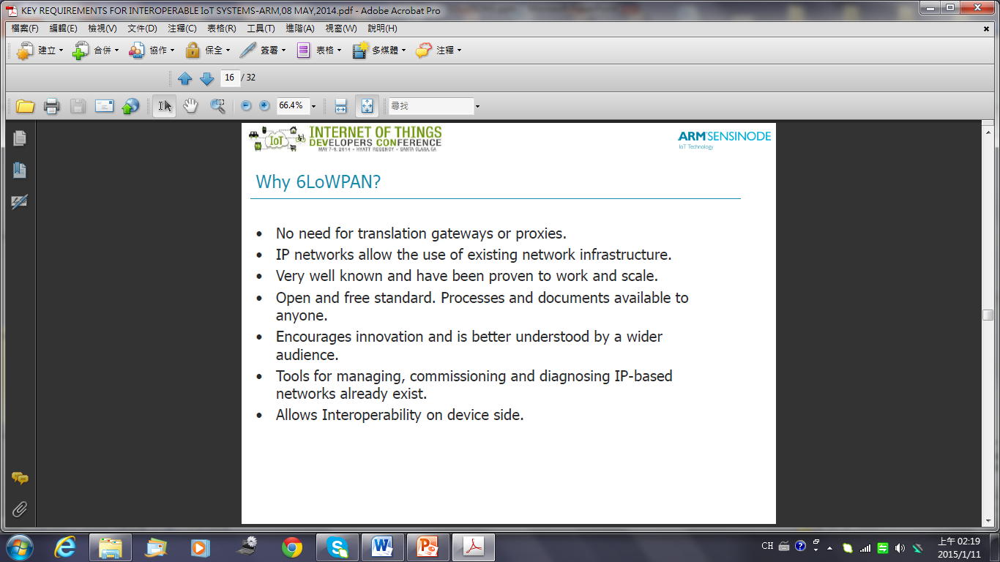 KEY REQUIREMENTS FOR INTEROPERABLE IoT SYSTEMS-ARM,08 MAY,2014.pdf - Adobe Acrobat Pro
檔案(F) 編輯(E) 檢視(V) 文件(D) 注釋(C) 表格(R) 工具(T) 進階(A) 視窗(W) 說明(H)
建立 合併 協作 保全 簽署 表格 多媒體 注釋
16 / 32
66.4% 尋找
IoT
INTERNET OF THINGS
DEVELOPERS CONFERENCE
MAY 7-8, 2014 • HYATT REGENCY • SANTA CLARA, CA
ARMSENSINODE
IoT Technology
Why 6LoWPAN?
• No need for translation gateways or proxies.
• IP networks allow the use of existing network infrastructure.
• Very well known and have been proven to work and scale.
• Open and free standard. Processes and documents available to
anyone.
• Encourages innovation and is better understood by a wider
audience.
• Tools for managing, commissioning and diagnosing IP-based
networks already exist.
• Allows Interoperability on device side.
CH
上午 02:19
2015/1/11